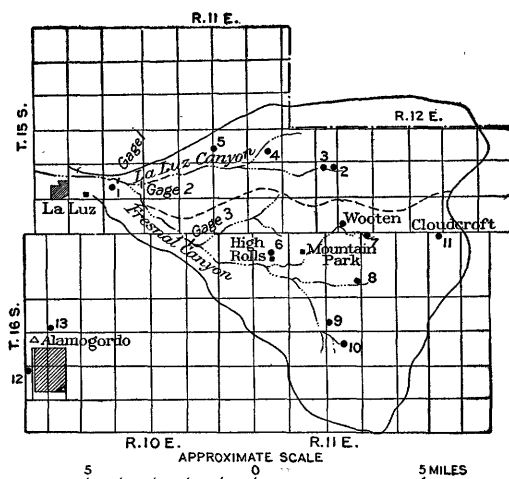 R. 11 E.
T. 15 S.
R. 12 E.
Gage 1
La Luz Canyon
5
4
3
2
1
Gage 2
La Luz
Fresnal Canyon
Gage 3
Wooten
Cloudcroft
7
11
High Rolls
6
Mountain Park
8
T. 16 S.
13
Alamogordo
9
10
12
R. 10 E.
R. 11 E.
APPROXIMATE SCALE
5 0 5 MILES